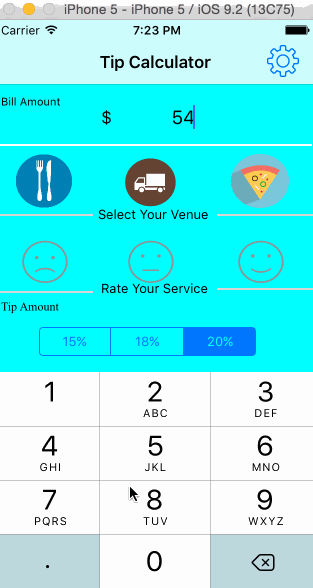 iPhone 5 - iPhone 5 / iOS 9.2 (13C75)
Carrier 7:23 PM
Tip Calculator
Bill Amount
$ 54
Select Your Venue
Rate Your Service
Tip Amount
15% 18% 20%
1 2 3
ABC DEF
4 5 6
GHI JKL MNO
7 8 9
PQRS TUV WXYZ
. 0